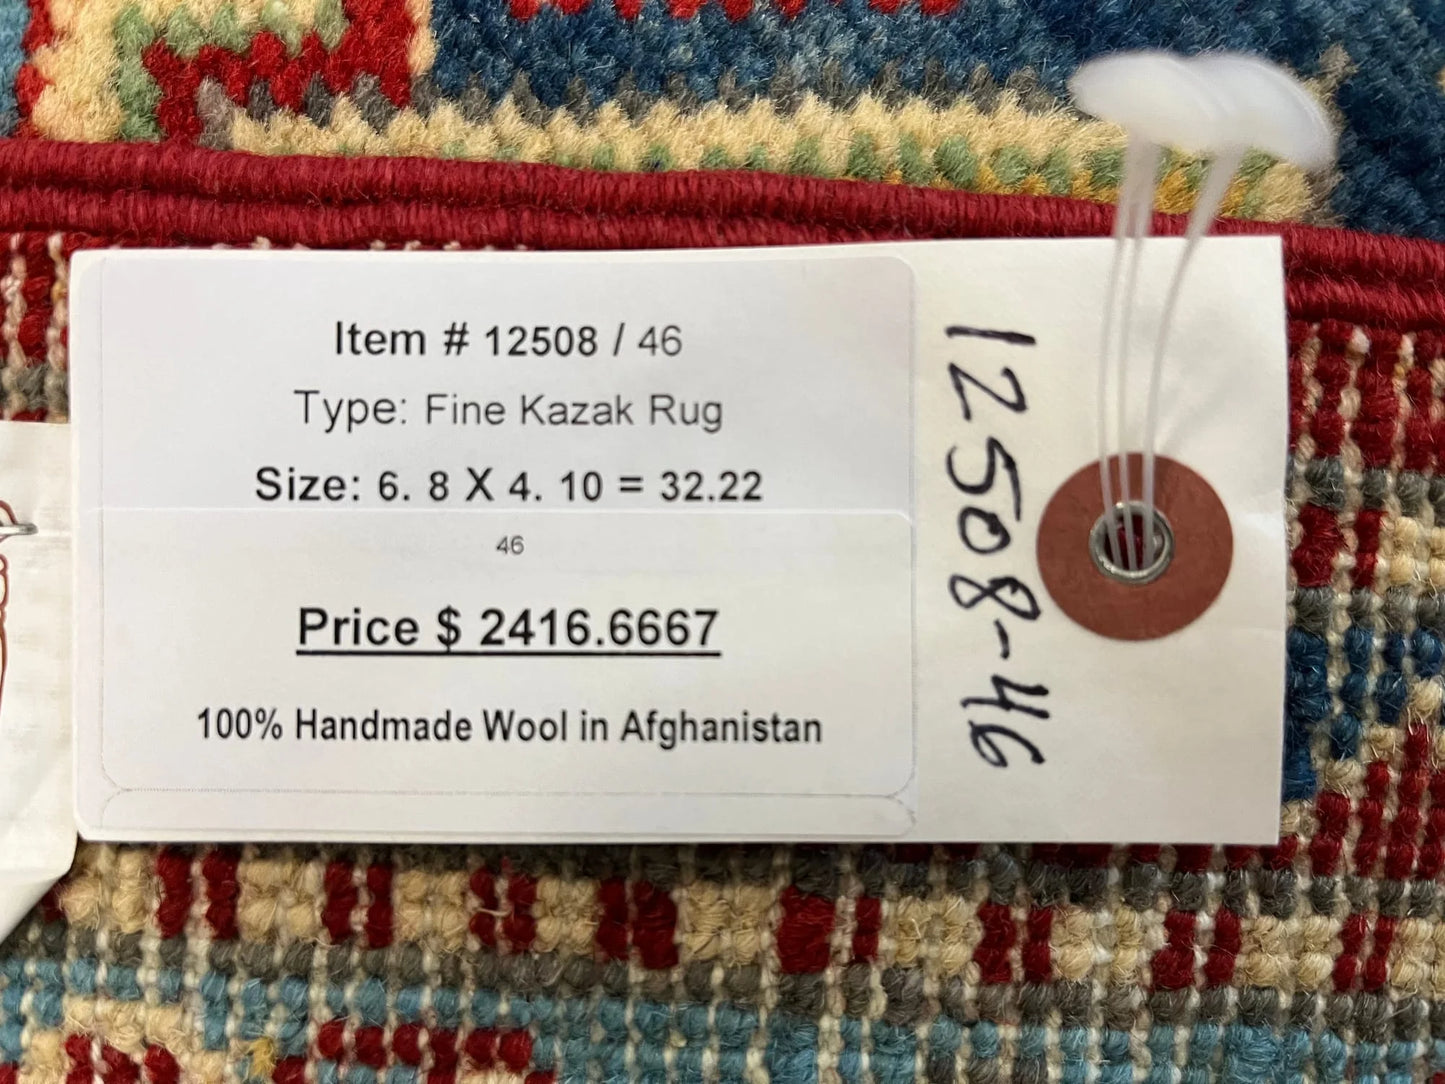 Item # 12508 / 46
Type: Fine Kazak Rug
Size: 6. 8 X 4. 10 = 32.22
46
Price $ 2416.6667
100% Handmade Wool in Afghanistan
12508-46